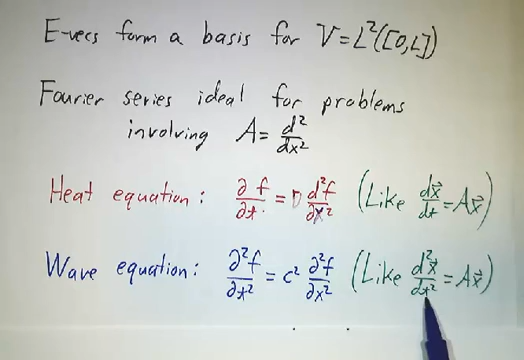 E-vecs form a basis for V = L²([0,L])
Fourier series ideal for problems
involving A = d²/dx²
Heat equation: ∂f/∂t = D d²f/dx² (Like dx⃗/dt = Ax⃗)
Wave equation: ∂²f/∂t² = c² ∂²f/∂x² (Like d²x⃗/dt² = Ax⃗)